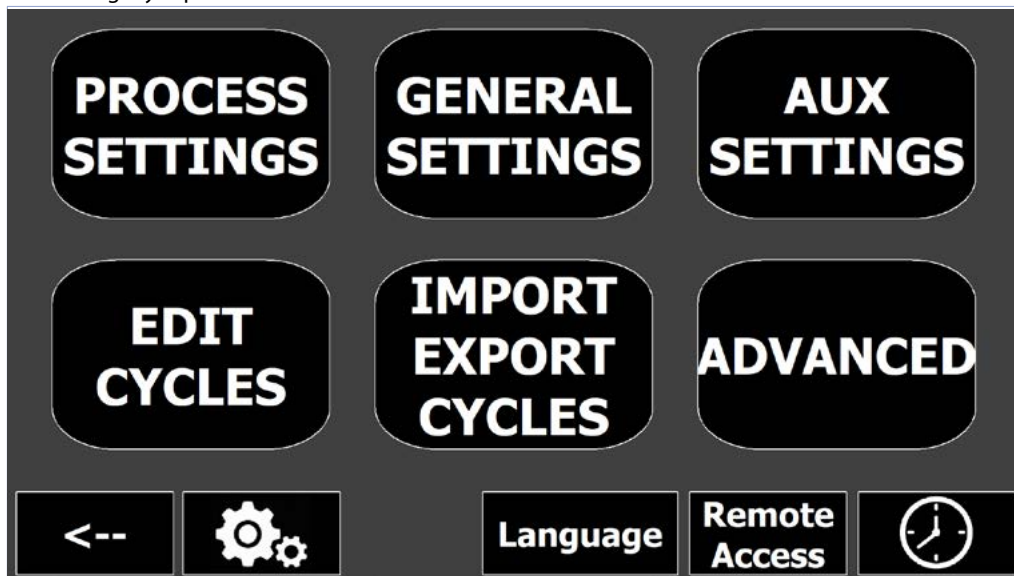 PROCESS
SETTINGS
GENERAL
SETTINGS
AUX
SETTINGS
EDIT
CYCLES
IMPORT
EXPORT
CYCLES
ADVANCED
<--
Language
Remote
Access